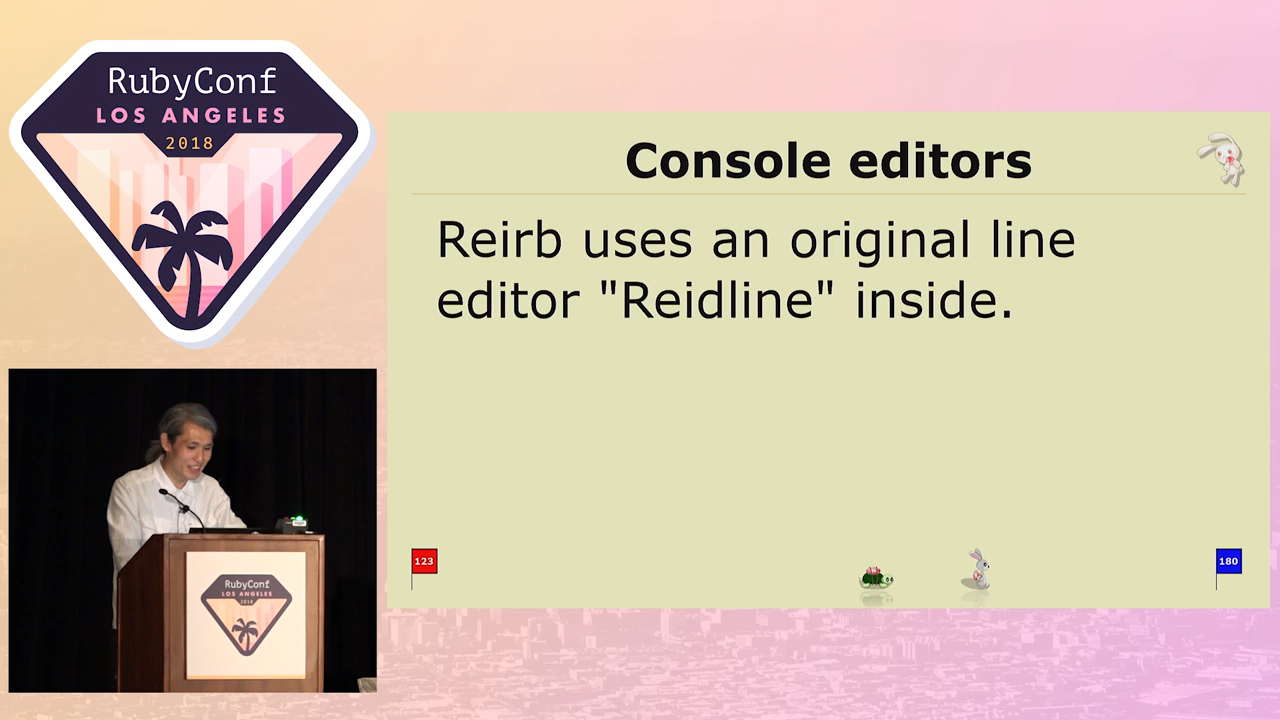 RubyConf
LOS ANGELES
2018
Console editors
Reirb uses an original line
editor "Reidline" inside.
123
180
RubyConf
LOS ANGELES
2018